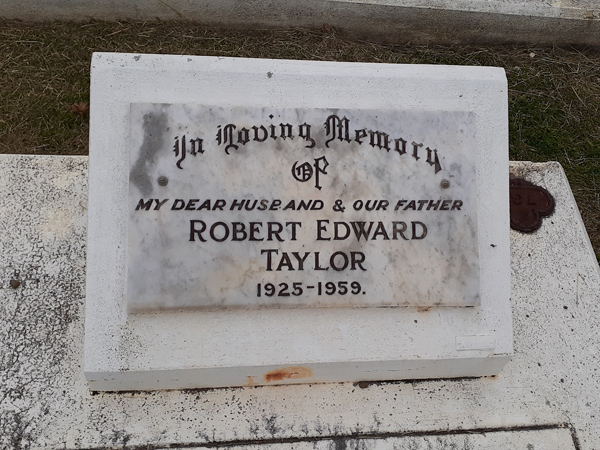 In Loving Memory
OF
MY DEAR HUSBAND & OUR FATHER
ROBERT EDWARD
TAYLOR
1925-1959.